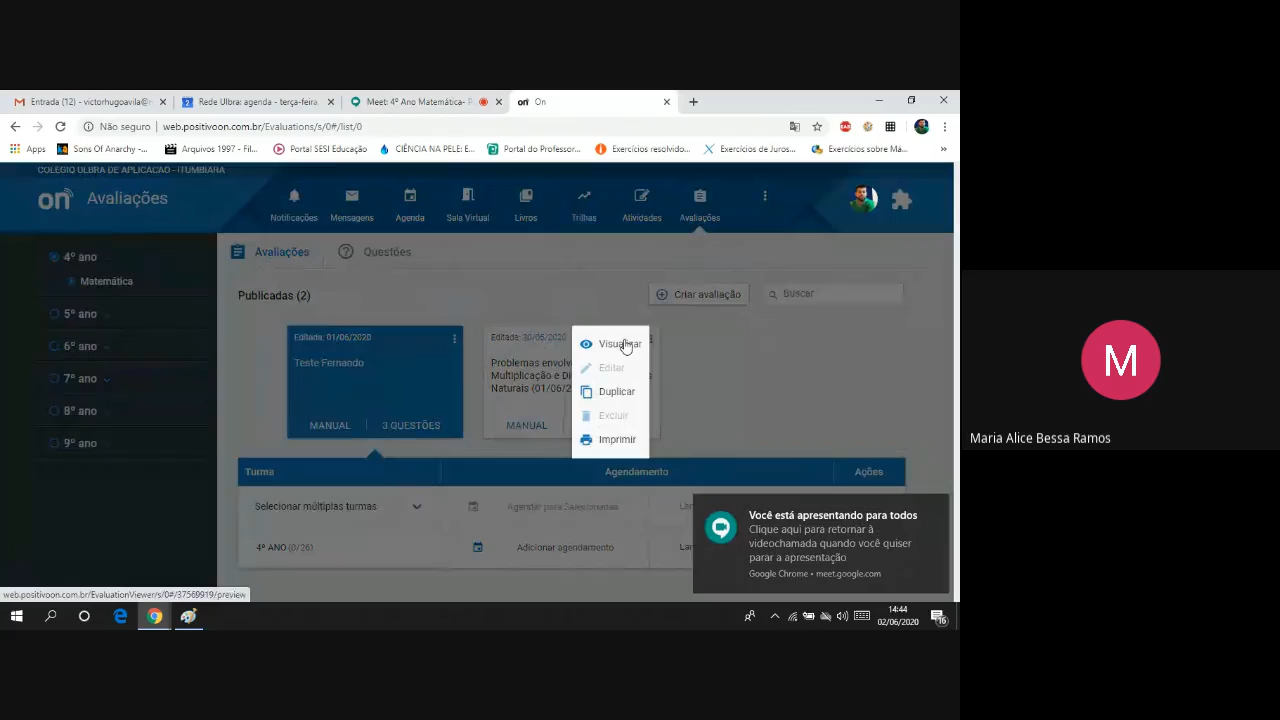 Entrada (12) - victorhugoavila@r
Rede Ulbra: agenda - terça-feira,
Meet: 4º Ano Matemática- P
On
Não seguro
web.positivoon.com.br/Evaluations/s/0#/list/0
Apps
Sons Of Anarchy -...
Arquivos 1997 - Fil...
Portal SESI Educação
CIÊNCIA NA PELE: E...
Portal do Professor...
Exercícios resolvido...
Exercícios de Juros...
Exercícios sobre Ma...
COLEGIO ULBRA DE APLICACAO - ITUMBIARA
on Avaliações
Notificações
Mensagens
Agenda
Sala Virtual
Livros
Trilhas
Atividades
Avaliações
4º ano
Matemática
5º ano
6º ano
7º ano
8º ano
9º ano
Avaliações
Questões
Publicadas (2)
Criar avaliação
Buscar
Editada: 01/06/2020
Tente Fernando
MANUAL
3 QUESTÕES
Editada: 30/06/2020
Problemas envolv
Multiplicação e Di
Naturais (01/06/2
MANUAL
Visualizar
Editar
Duplicar
Excluir
Imprimir
Turma
Agendamento
Ações
Selecionar múltiplas turmas
Agendar para Selecionadas
Lan
4º ANO (0/26)
Adicionar agendamento
Lan
Você está apresentando para todos
Clique aqui para retornar à
videochamada quando você quiser
parar a apresentação
Google Chrome • meet.google.com
web.positivoon.com.br/EvaluationViewer/s/0#/37569919/preview
14:44
02/06/2020
16
M
Maria Alice Bessa Ramos